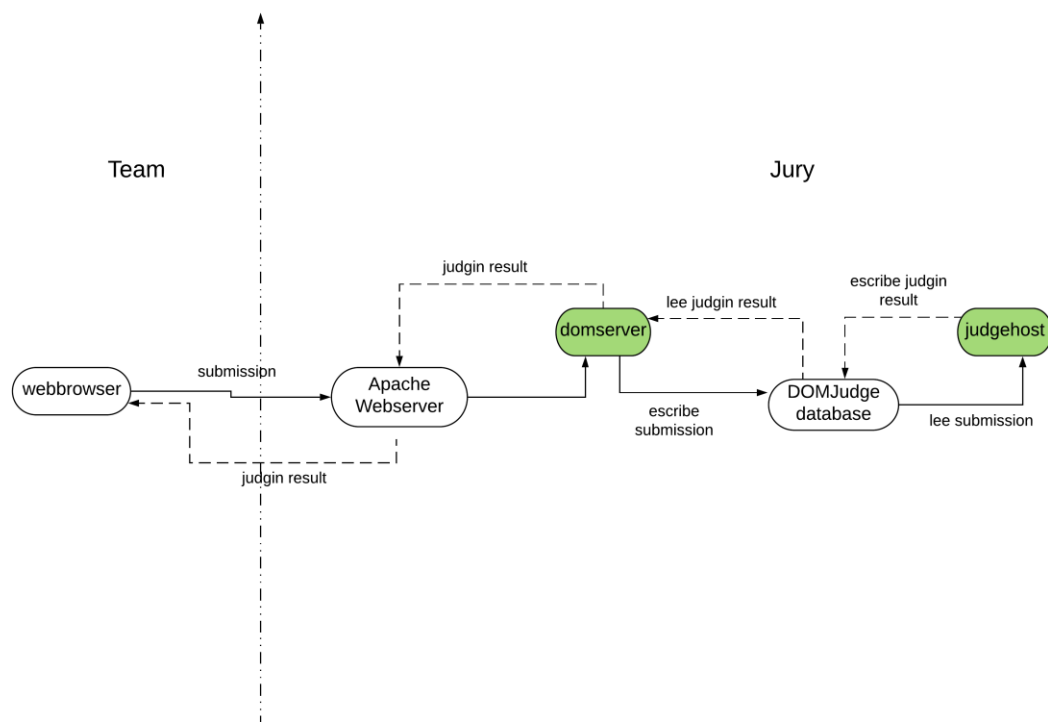 Team
Jury
judgin result
escribe judgin
result
lee judgin result
domserver
judgehost
submission
webbrowser
Apache
Webserver
DOMJudge
database
escribe
submission
lee submission
judgin result